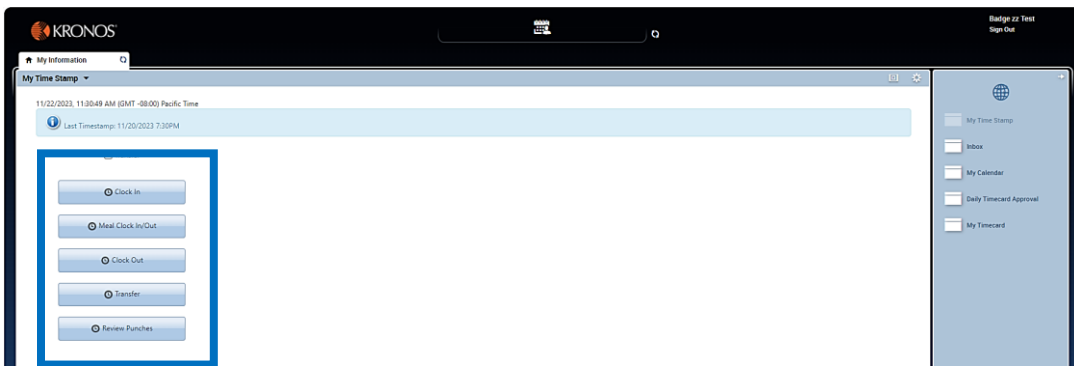 KRONOS
Badge zz Test
Sign Out
My Information
My Time Stamp
11/22/2023, 11:30:49 AM (GMT -08:00) Pacific Time
Last Timestamp: 11/20/2023 7:30PM
Clock In
Meal Clock In/Out
Clock Out
Transfer
Review Punches
My Time Stamp
Inbox
My Calendar
Daily Timecard Approval
My Timecard